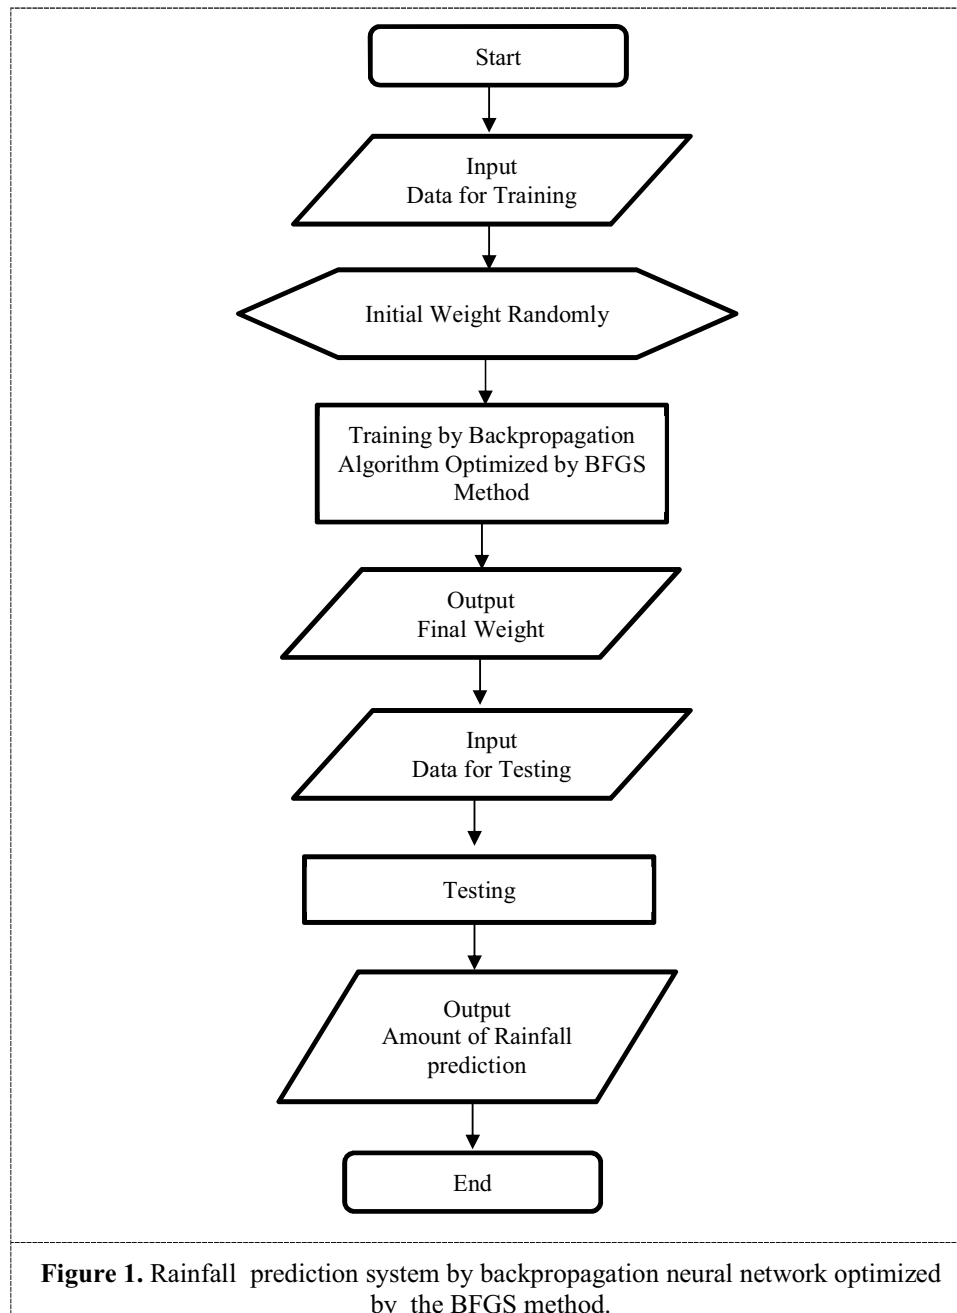 Start
Input
Data for Training
Initial Weight Randomly
Training by Backpropagation
Algorithm Optimized by BFGS
Method
Output
Final Weight
Input
Data for Testing
Testing
Output
Amount of Rainfall
prediction
End
Figure 1. Rainfall prediction system by backpropagation neural network optimized
by the BFGS method.